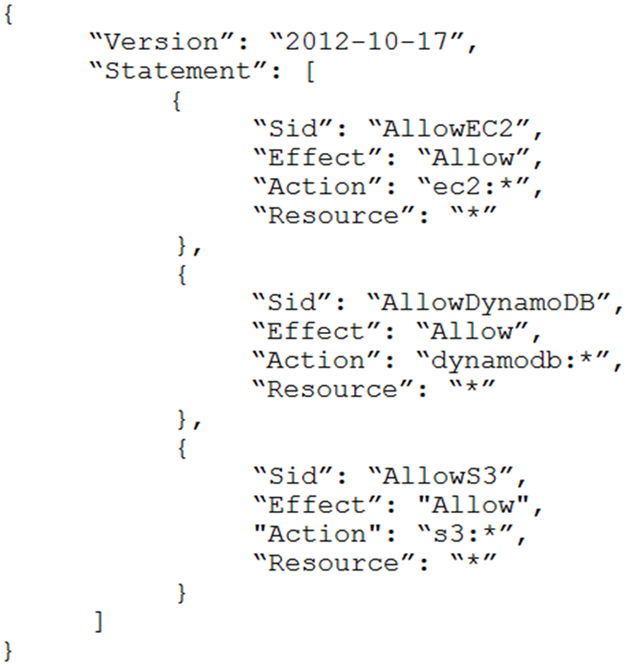 {
“Version”: “2012-10-17”,
“Statement”: [
{
“Sid”: “AllowEC2”,
“Effect”: “Allow”,
“Action”: “ec2:*”,
“Resource”: “*”
},
{
“Sid”: “AllowDynamoDB”,
“Effect”: “Allow”,
“Action”: “dynamodb:*”,
“Resource”: “*”
},
{
“Sid”: “AllowS3”,
“Effect”: "Allow",
"Action": “s3:*”,
“Resource”: “*”
}
]
}